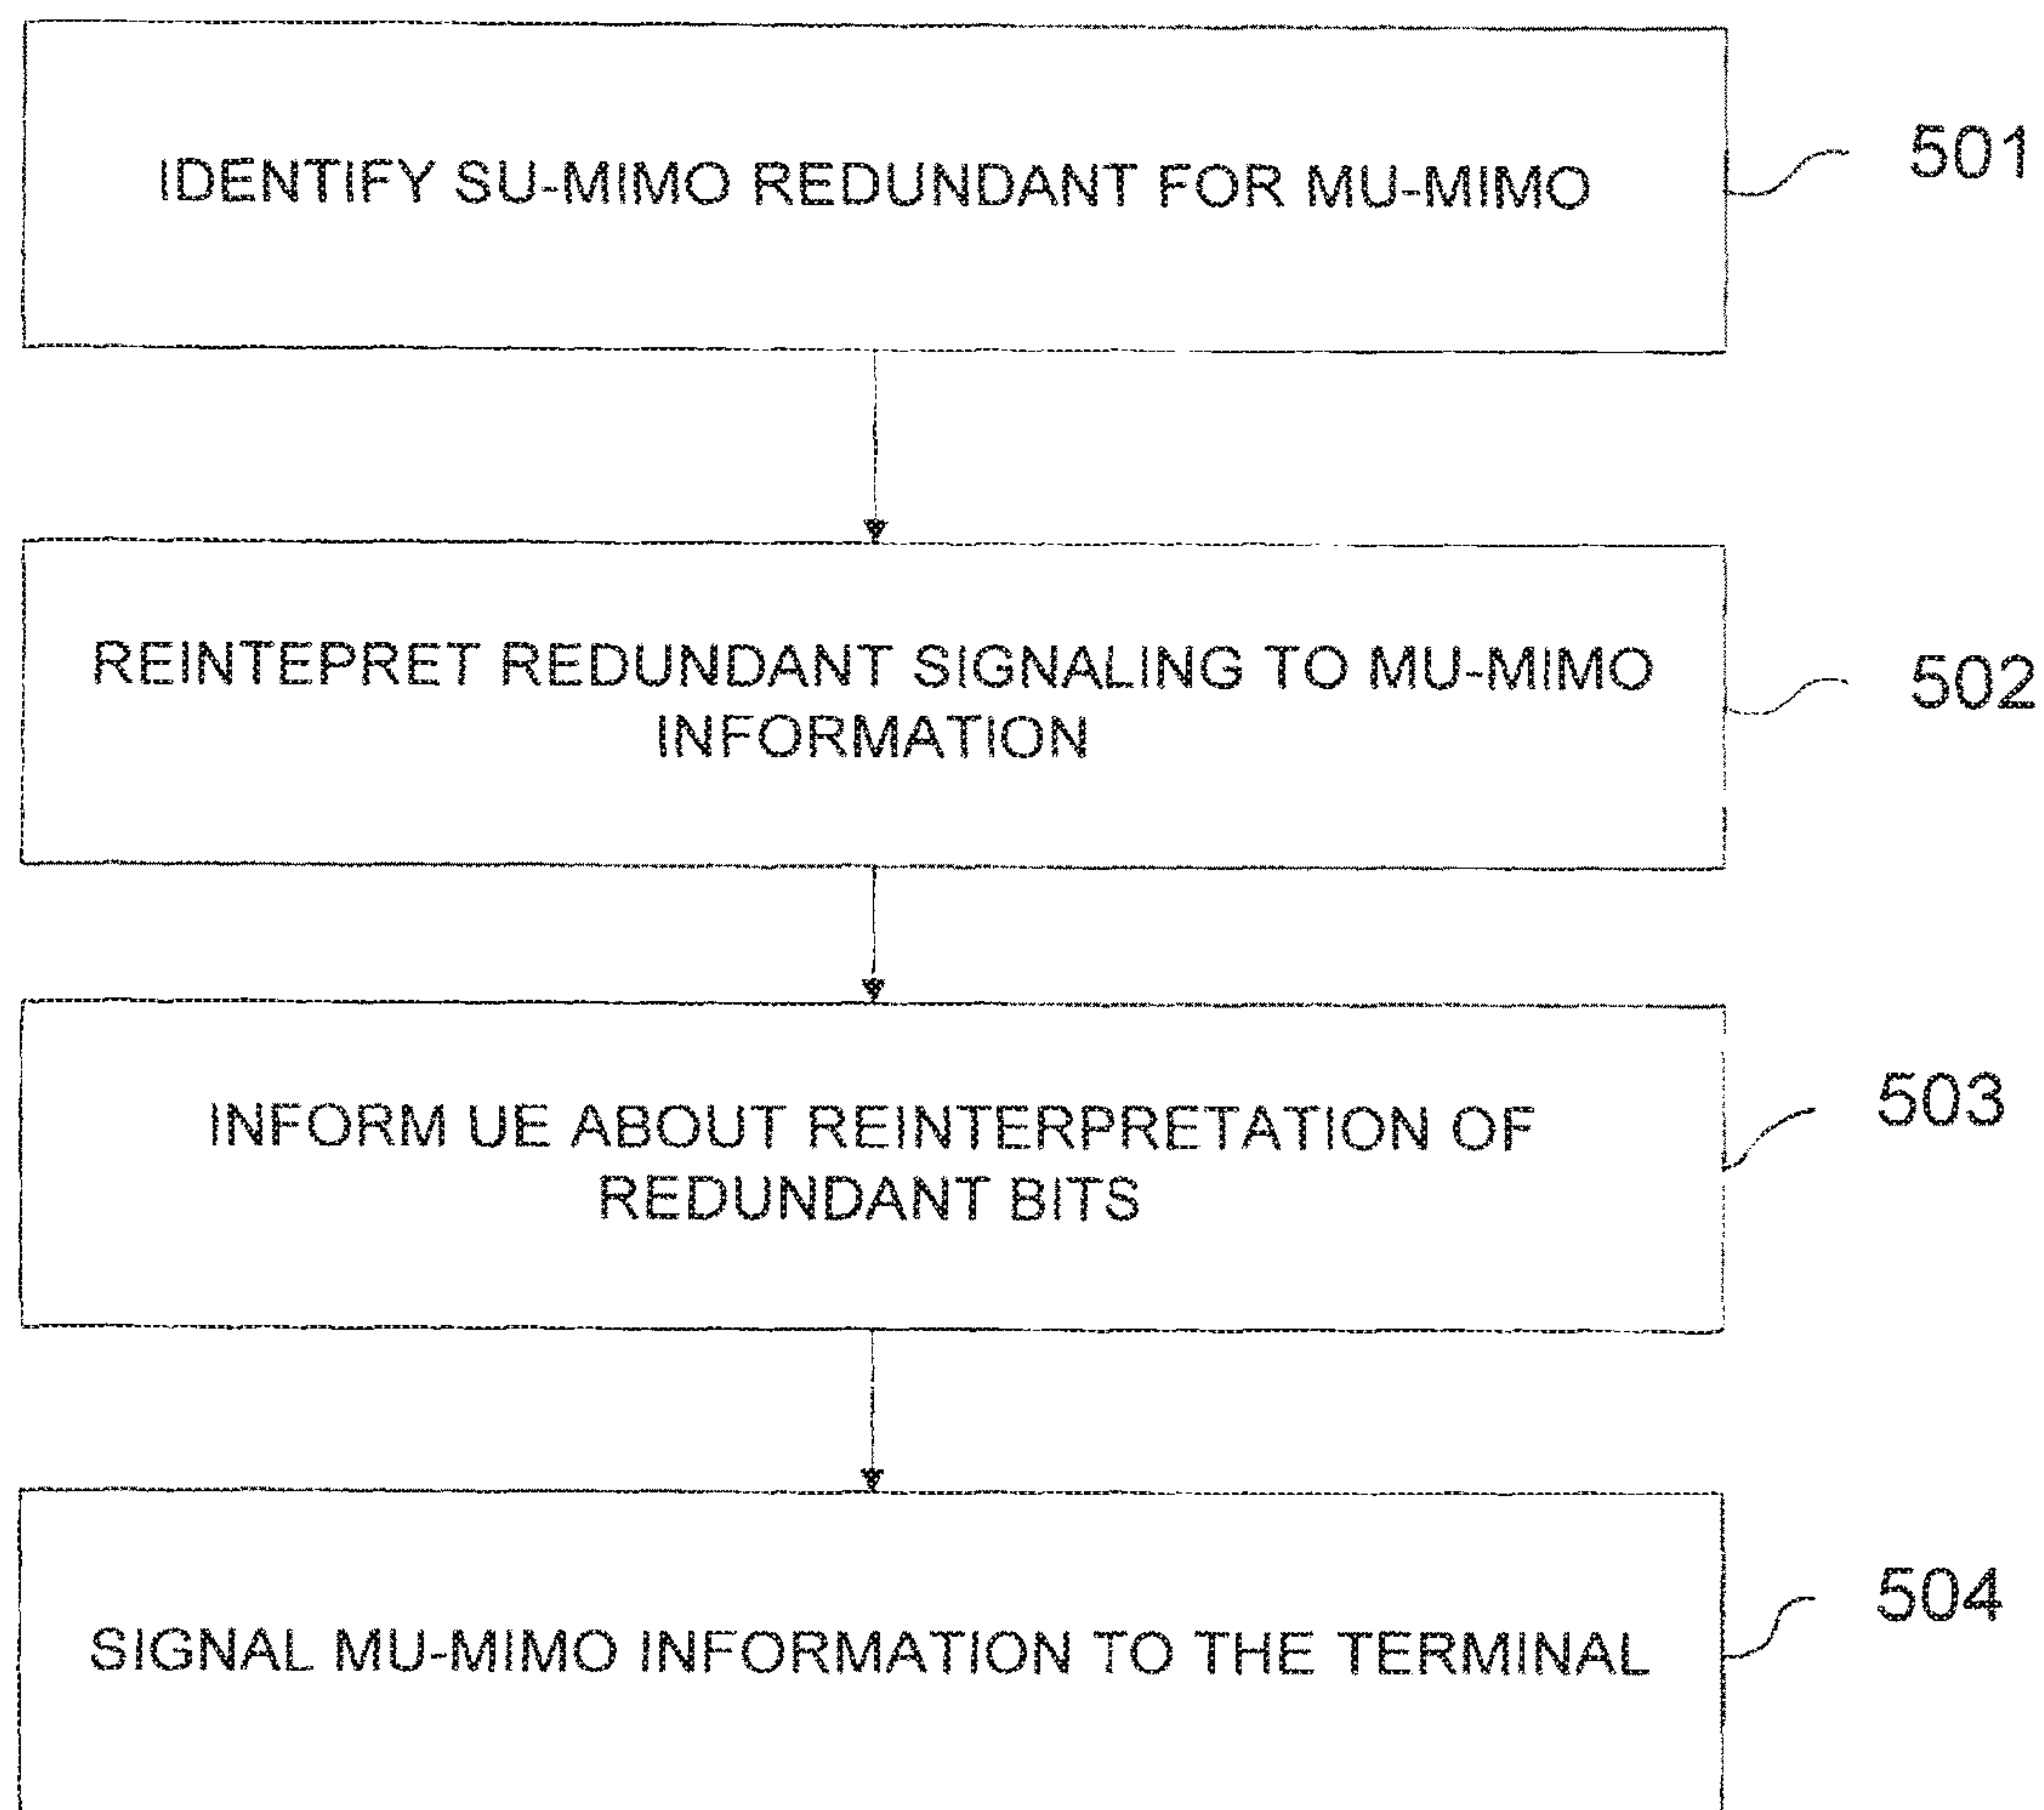 IDENTIFY SU-MIMO REDUNDANT FOR MU-MIMO
501
REINTEPRET REDUNDANT SIGNALING TO MU-MIMO
INFORMATION
502
INFORM UE ABOUT REINTERPRETATION OF
REDUNDANT BITS
503
SIGNAL MU-MIMO INFORMATION TO THE TERMINAL
504